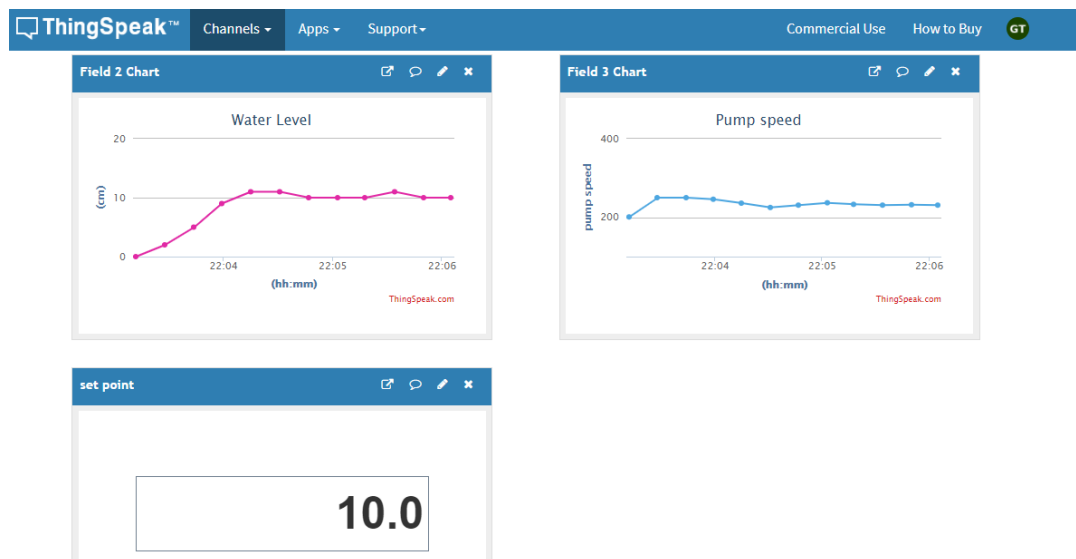 ThingSpeak™ Channels Apps Support Commercial Use How to Buy GT
Field 2 Chart
Water Level
20
10
0
(cm)
22:04 22:05 22:06
(hh:mm)
ThingSpeak.com
Field 3 Chart
Pump speed
400
200
pump speed
22:04 22:05 22:06
(hh:mm)
ThingSpeak.com
set point
10.0